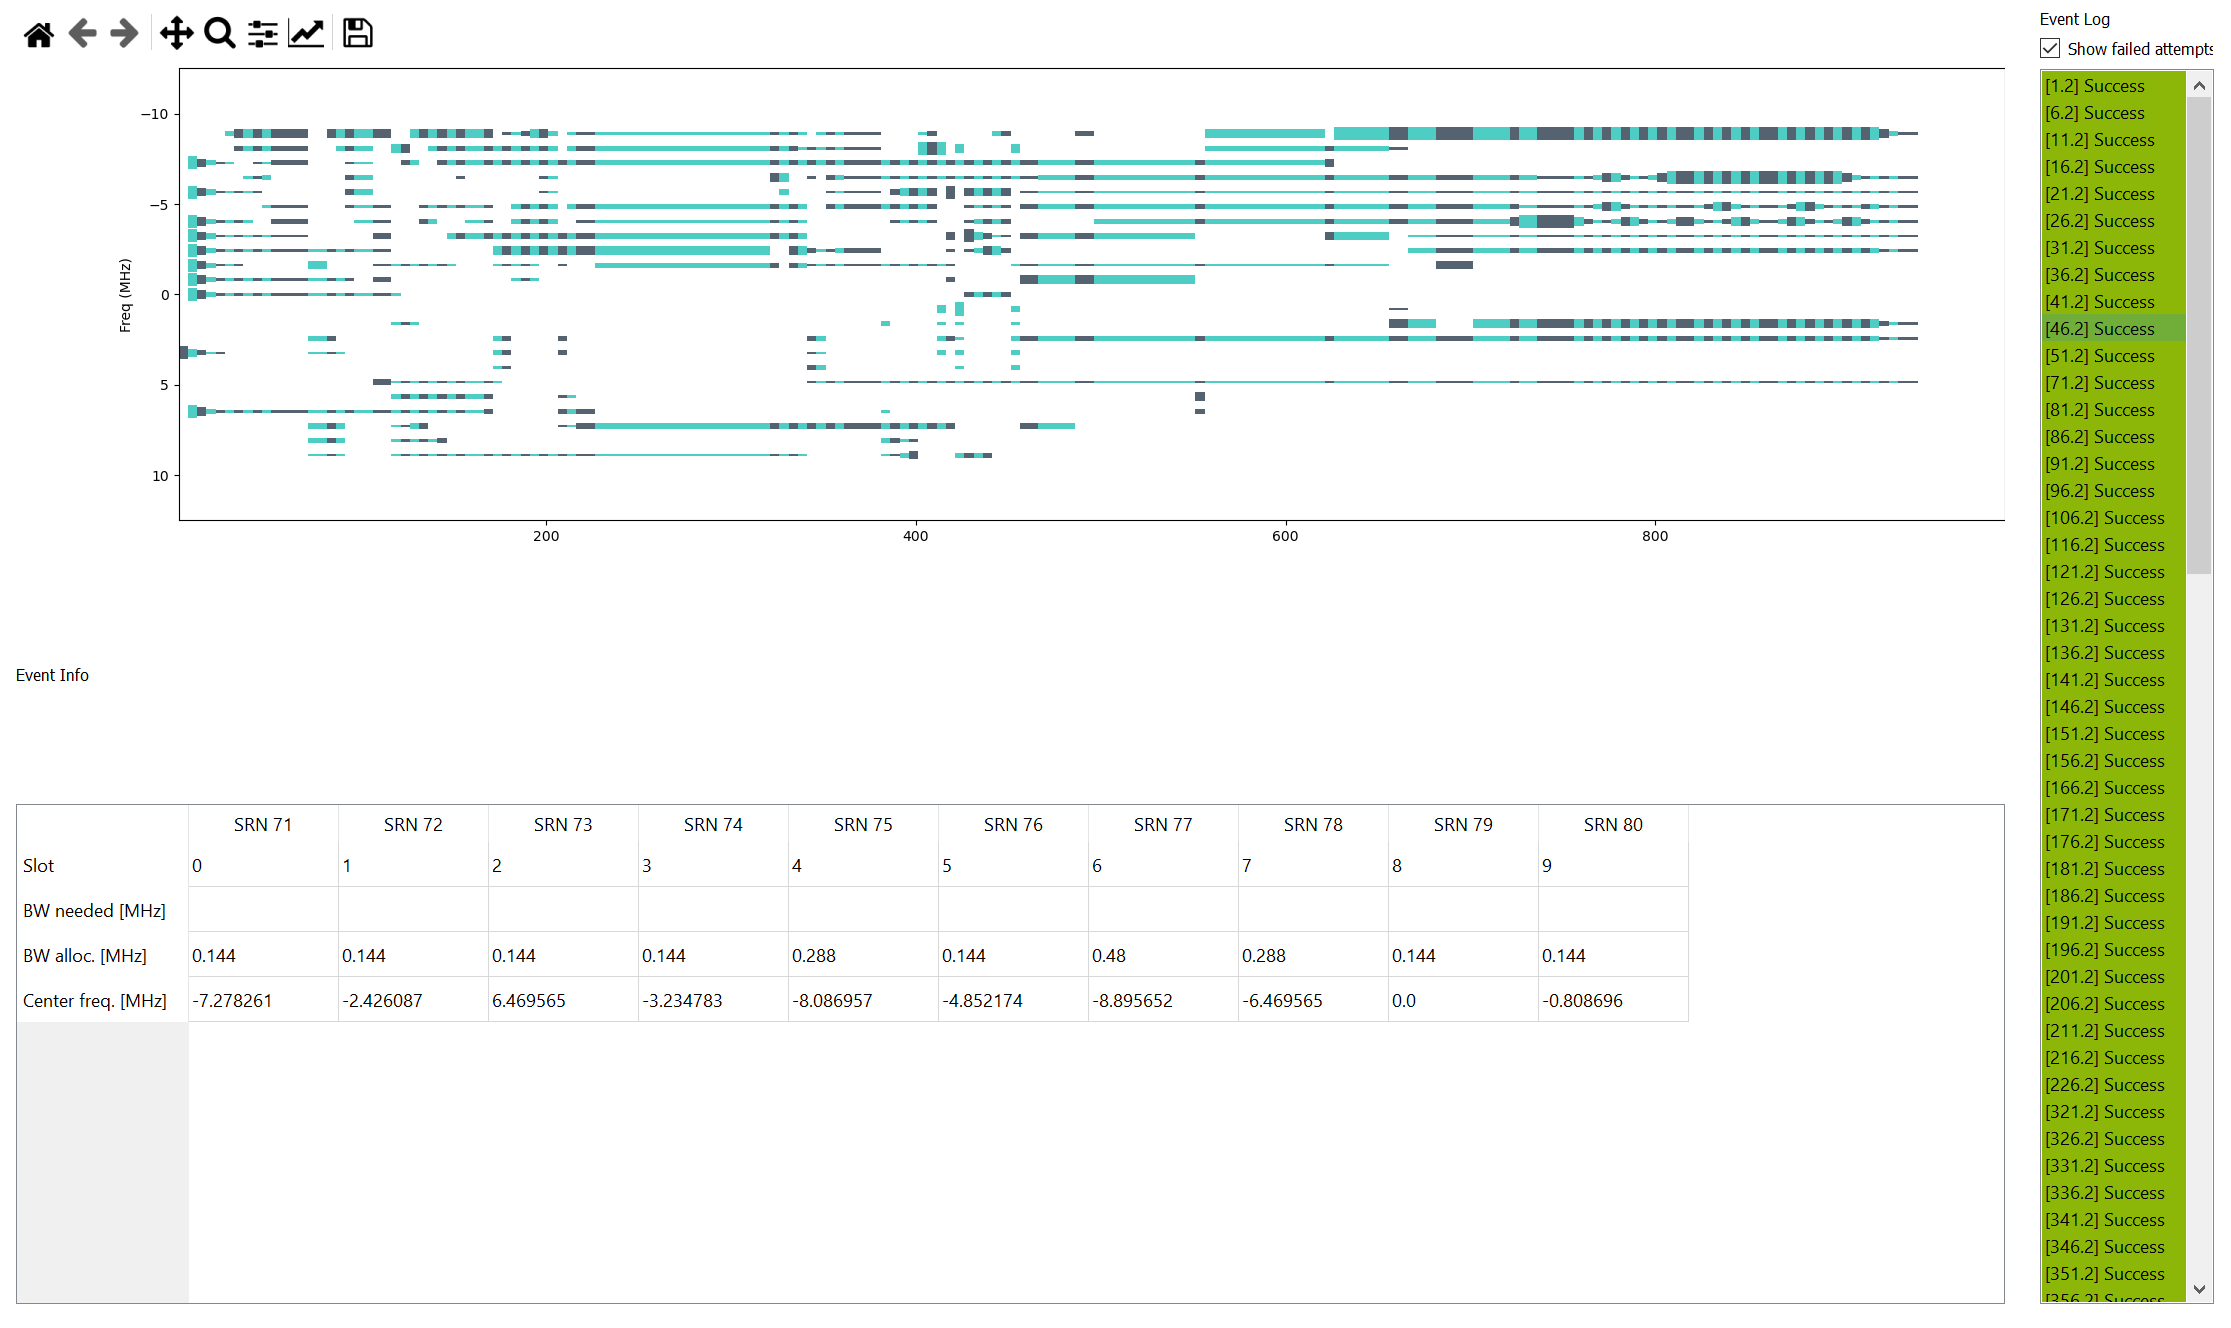 Event Log
Show failed attempts
−10
−5
0
5
10
Freq (MHz)
200
400
600
800
Event Info
SRN 71 SRN 72 SRN 73 SRN 74 SRN 75 SRN 76 SRN 77 SRN 78 SRN 79 SRN 80
Slot 0 1 2 3 4 5 6 7 8 9
BW needed [MHz]
BW alloc. [MHz] 0.144 0.144 0.144 0.144 0.288 0.144 0.48 0.288 0.144 0.144
Center freq. [MHz] -7.278261 -2.426087 6.469565 -3.234783 -8.086957 -4.852174 -8.895652 -6.469565 0.0 -0.808696
[1.2] Success
[6.2] Success
[11.2] Success
[16.2] Success
[21.2] Success
[26.2] Success
[31.2] Success
[36.2] Success
[41.2] Success
[46.2] Success
[51.2] Success
[71.2] Success
[81.2] Success
[86.2] Success
[91.2] Success
[96.2] Success
[106.2] Success
[116.2] Success
[121.2] Success
[126.2] Success
[131.2] Success
[136.2] Success
[141.2] Success
[146.2] Success
[151.2] Success
[156.2] Success
[166.2] Success
[171.2] Success
[176.2] Success
[181.2] Success
[186.2] Success
[191.2] Success
[196.2] Success
[201.2] Success
[206.2] Success
[211.2] Success
[216.2] Success
[226.2] Success
[321.2] Success
[326.2] Success
[331.2] Success
[336.2] Success
[341.2] Success
[346.2] Success
[351.2] Success
[356.2] Success